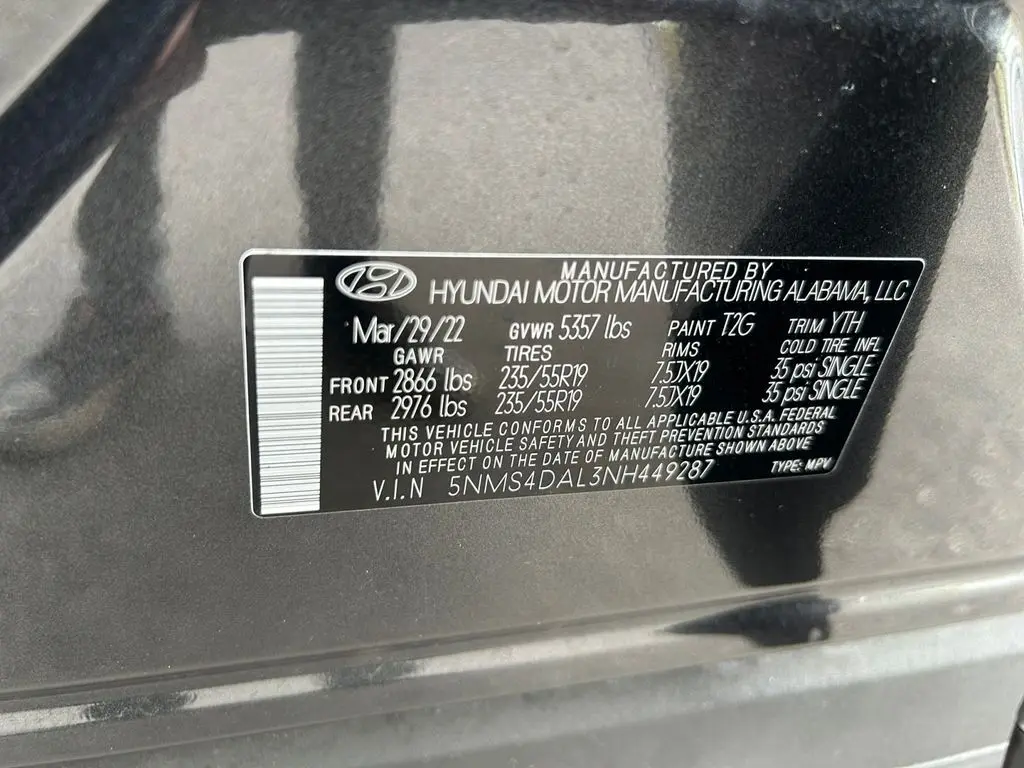 MANUFACTURED BY
HYUNDAI MOTOR MANUFACTURING ALABAMA, LLC
Mar/29/22 GVWR 5357 lbs PAINT T2G TRIM YTH
GAWR TIRES RIMS COLD TIRE INFL
FRONT 2866 lbs 235/55R19 7.5JX19 35 psi SINGLE
REAR 2976 lbs 235/55R19 7.5JX19 35 psi SINGLE
THIS VEHICLE CONFORMS TO ALL APPLICABLE U.S.A. FEDERAL
MOTOR VEHICLE SAFETY AND THEFT PREVENTION STANDARDS
IN EFFECT ON THE DATE OF MANUFACTURE SHOWN ABOVE
V.I.N 5NMS4DAL3NH449287 TYPE: MPV